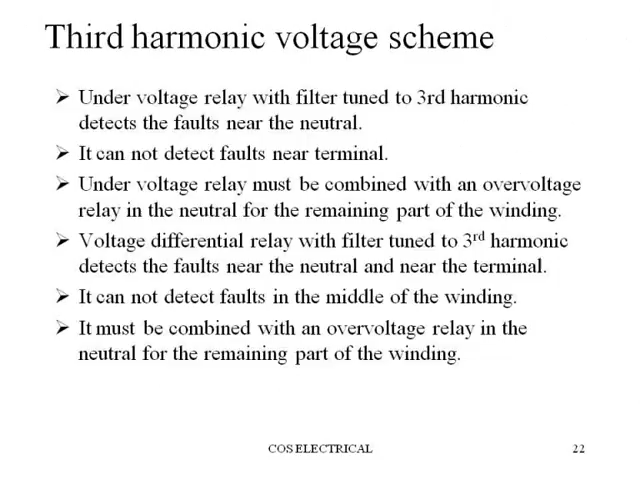 Third harmonic voltage scheme
➢ Under voltage relay with filter tuned to 3rd harmonic
detects the faults near the neutral.
➢ It can not detect faults near terminal.
➢ Under voltage relay must be combined with an overvoltage
relay in the neutral for the remaining part of the winding.
➢ Voltage differential relay with filter tuned to 3rd harmonic
detects the faults near the neutral and near the terminal.
➢ It can not detect faults in the middle of the winding.
➢ It must be combined with an overvoltage relay in the
neutral for the remaining part of the winding.
COS ELECTRICAL 22